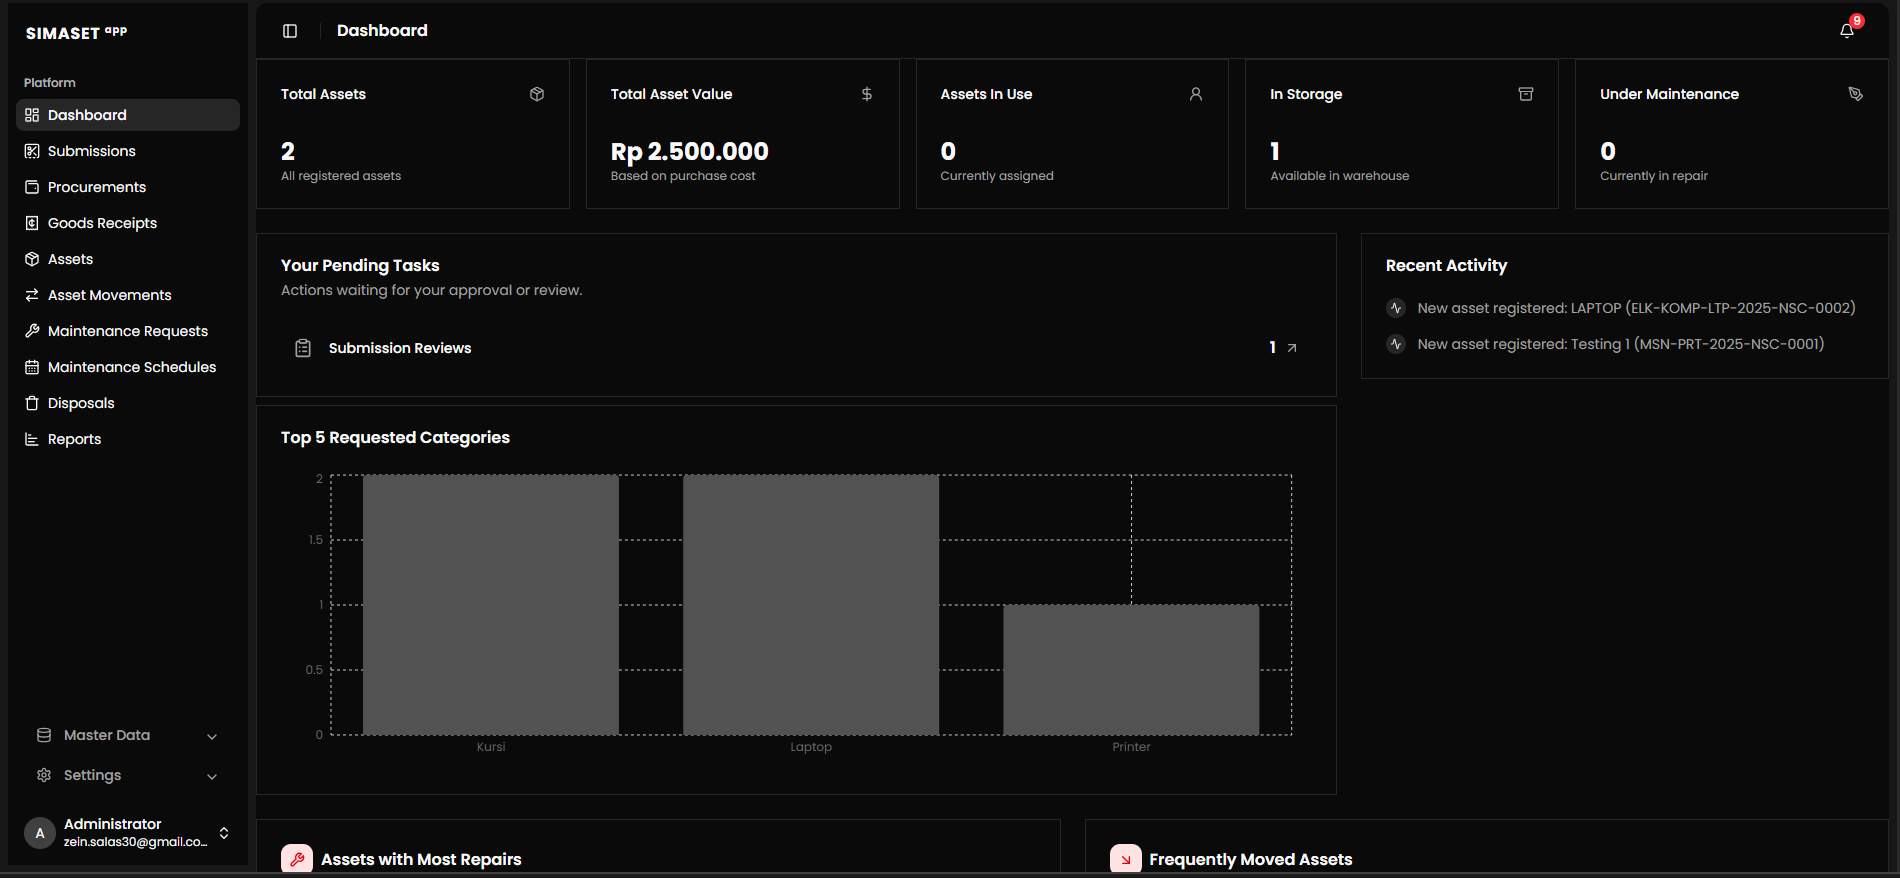 SIMASET app
Platform
Dashboard
Submissions
Procurements
Goods Receipts
Assets
Asset Movements
Maintenance Requests
Maintenance Schedules
Disposals
Reports
Master Data
Settings
A
Administrator
zein.salas30@gmail.co...
Dashboard
9
Total Assets
2
All registered assets
Total Asset Value
Rp 2.500.000
Based on purchase cost
Assets In Use
0
Currently assigned
In Storage
1
Available in warehouse
Under Maintenance
0
Currently in repair
Your Pending Tasks
Actions waiting for your approval or review.
Submission Reviews
1
Recent Activity
New asset registered: LAPTOP (ELK-KOMP-LTP-2025-NSC-0002)
New asset registered: Testing 1 (MSN-PRT-2025-NSC-0001)
Top 5 Requested Categories
2
1.5
1
0.5
0
Kursi
Laptop
Printer
Assets with Most Repairs
Frequently Moved Assets